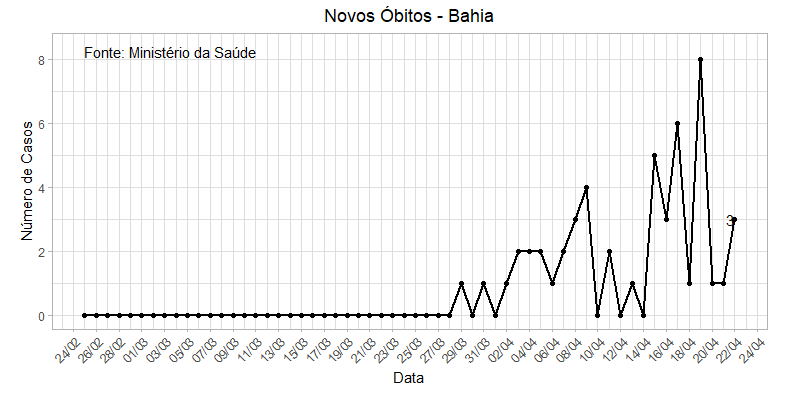 Novos Óbitos - Bahia
Fonte: Ministério da Saúde
8
6
4
2
0
Número de Casos
3
24/02 26/02 28/02 01/03 03/03 05/03 07/03 09/03 11/03 13/03 15/03 17/03 19/03 21/03 23/03 25/03 27/03 29/03 31/03 02/04 04/04 06/04 08/04 10/04 12/04 14/04 16/04 18/04 20/04 22/04 24/04
Data